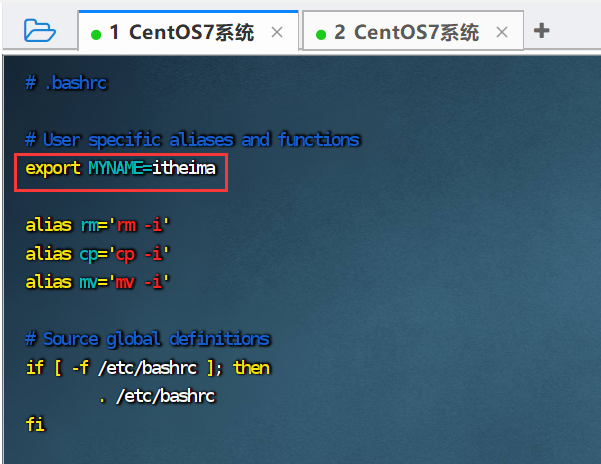 1 CentOS7系统 × 2 CentOS7系统 × +
# .bashrc
# User specific aliases and functions
export MYNAME=itheima
alias rm='rm -i'
alias cp='cp -i'
alias mv='mv -i'
# Source global definitions
if [ -f /etc/bashrc ]; then
        . /etc/bashrc
fi